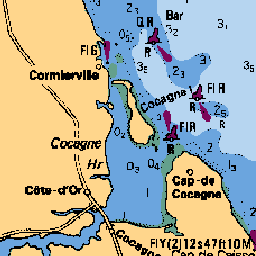 Q R
Bar
Fl G
R
Cormierville
Cocagne
Fl R
R
Fl R
R
Cocagne
Hr
Côte-d'Or
Cap-de
Cocagne
Cocagne
Fl Y(2)12s47ft10M